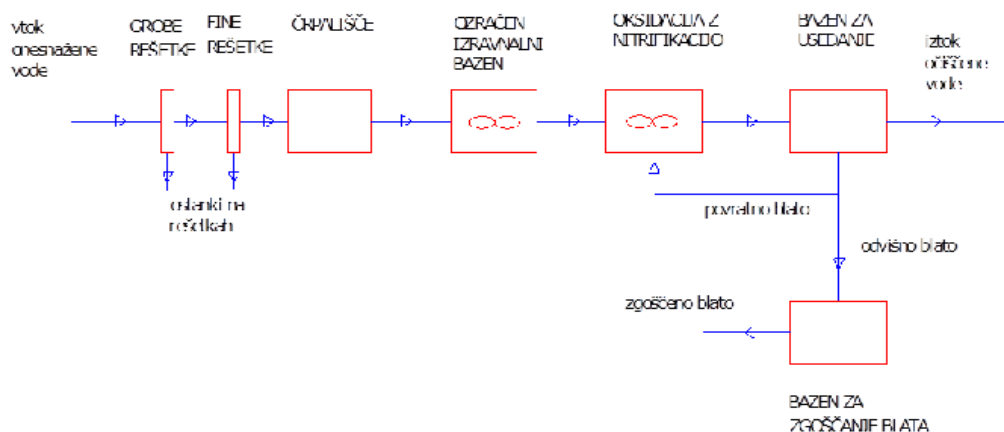 vtok
onesnažene
vode
GROBE
REŠETKE
FINE
REŠETKE
ČRPALIŠČE
OZRAČEN
IZRAVNALNI
BAZEN
OKSIDACIJA Z
NITRIFIKACIJO
BAZEN ZA
USEDANJE
iztok
očiščene
vode
ostanki na
rešetkah
povratno blato
odvišno blato
zgoščeno blato
BAZEN ZA
ZGOŠČANJE BLATA